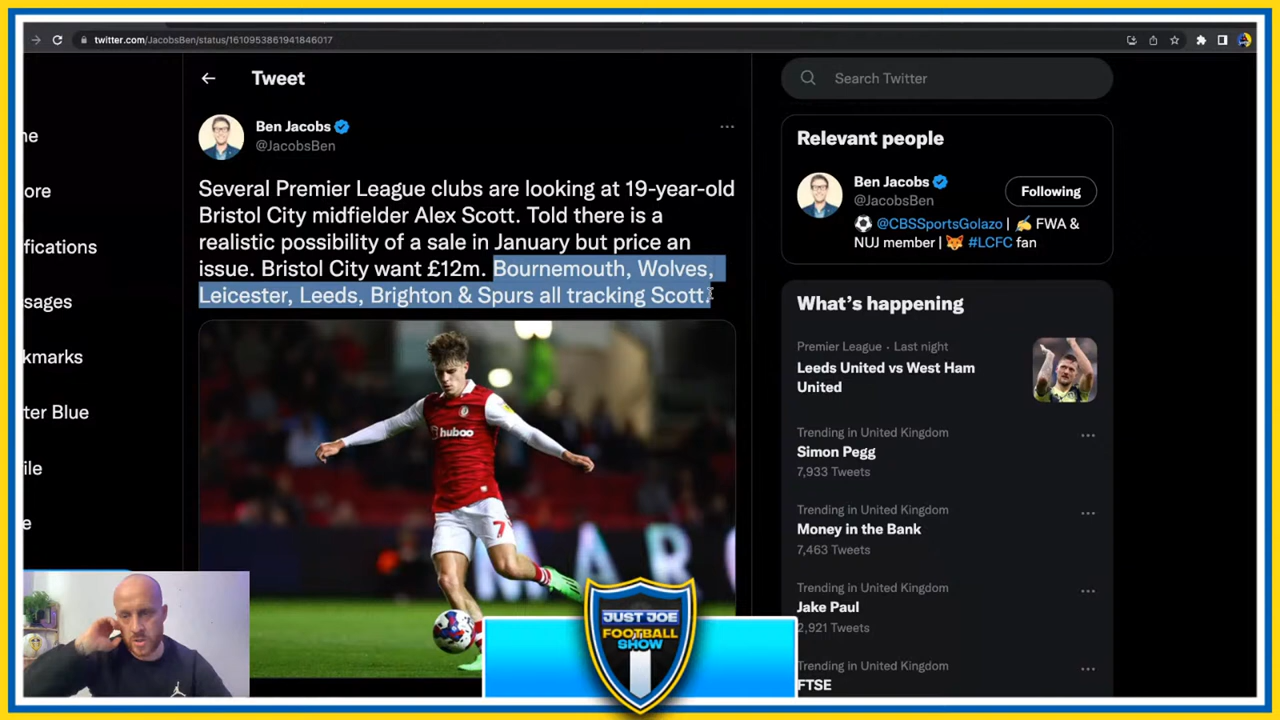 twitter.com/JacobsBen/status/1610953861941846017
Tweet
Search Twitter
Ben Jacobs
@JacobsBen
Several Premier League clubs are looking at 19-year-old
Bristol City midfielder Alex Scott. Told there is a
realistic possibility of a sale in January but price an
issue. Bristol City want £12m. Bournemouth, Wolves,
Leicester, Leeds, Brighton & Spurs all tracking Scott.
huboo
7
me
ore
fications
sages
kmarks
ter Blue
file
e
Relevant people
Ben Jacobs
@JacobsBen
Following
@CBSSportsGolazo | FWA &
NUJ member | #LCFC fan
What's happening
Premier League · Last night
Leeds United vs West Ham
United
Trending in United Kingdom
Simon Pegg
7,933 Tweets
Trending in United Kingdom
Money in the Bank
7,463 Tweets
Trending in United Kingdom
Jake Paul
2,921 Tweets
Trending in United Kingdom
FTSE
JUST JOE
FOOTBALL
SHOW